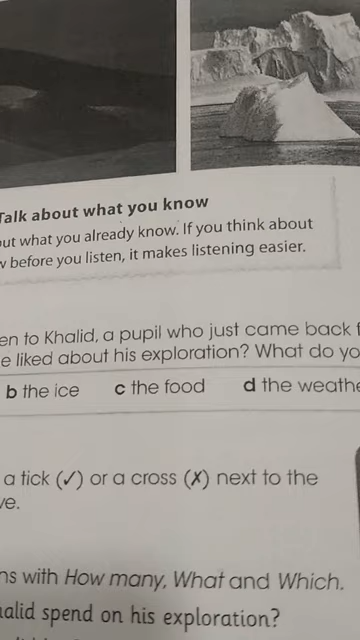 Talk about what you know
out what you already know. If you think about
before you listen, it makes listening easier.
en to Khalid, a pupil who just came back
e liked about his exploration? What do yo
b the ice c the food d the weathe
a tick (✓) or a cross (✗) next to the
ve.
ns with How many, What and Which.
halid spend on his exploration?